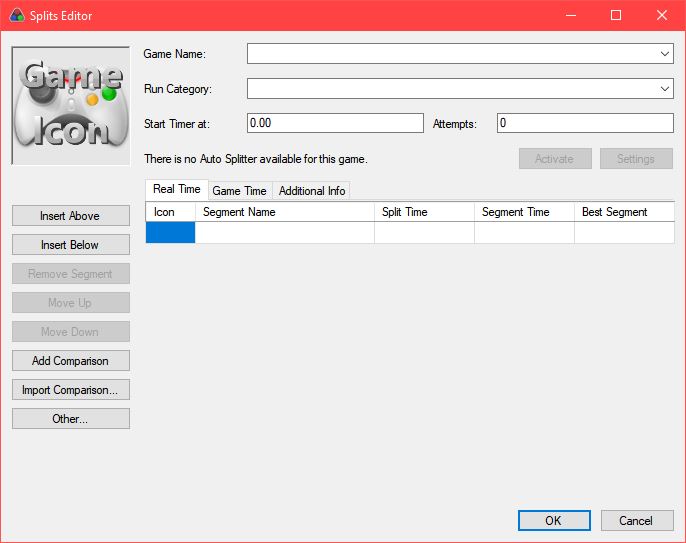 Splits Editor
Game
Icon
Game Name:
Run Category:
Start Timer at: 0.00 Attempts: 0
There is no Auto Splitter available for this game. Activate Settings
Real Time Game Time Additional Info
Icon Segment Name Split Time Segment Time Best Segment
Insert Above
Insert Below
Remove Segment
Move Up
Move Down
Add Comparison
Import Comparison...
Other...
OK Cancel